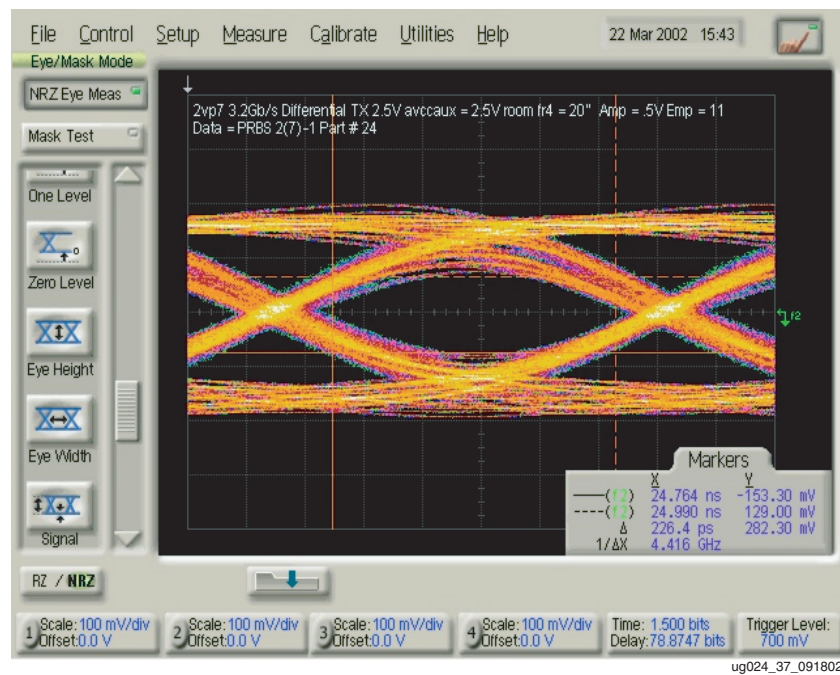 File Control Setup Measure Calibrate Utilities Help 22 Mar 2002 15:43
Eye/Mask Mode
NRZ Eye Meas
Mask Test
One Level
Zero Level
Eye Height
Eye Width
Signal
RZ / NRZ
2vp7 3.2Gb/s Differential TX 2.5V avccaux = 2.5V room fr4 = 20" Amp = .5V Emp = 11
Data = PRBS 2(7)-1 Part # 24
f2
Markers
X Y
——(f2) 24.764 ns -153.30 mV
----(f2) 24.990 ns 129.00 mV
Δ 226.4 ps 282.30 mV
1/ΔX 4.416 GHz
1 Scale: 100 mV/div
Offset:0.0 V
2 Scale: 100 mV/div
Offset:0.0 V
3 Scale: 100 mV/div
Offset:0.0 V
4 Scale: 100 mV/div
Offset:0.0 V
Time: 1.500 bits
Delay:78.8747 bits
Trigger Level:
700 mV
ug024_37_091802